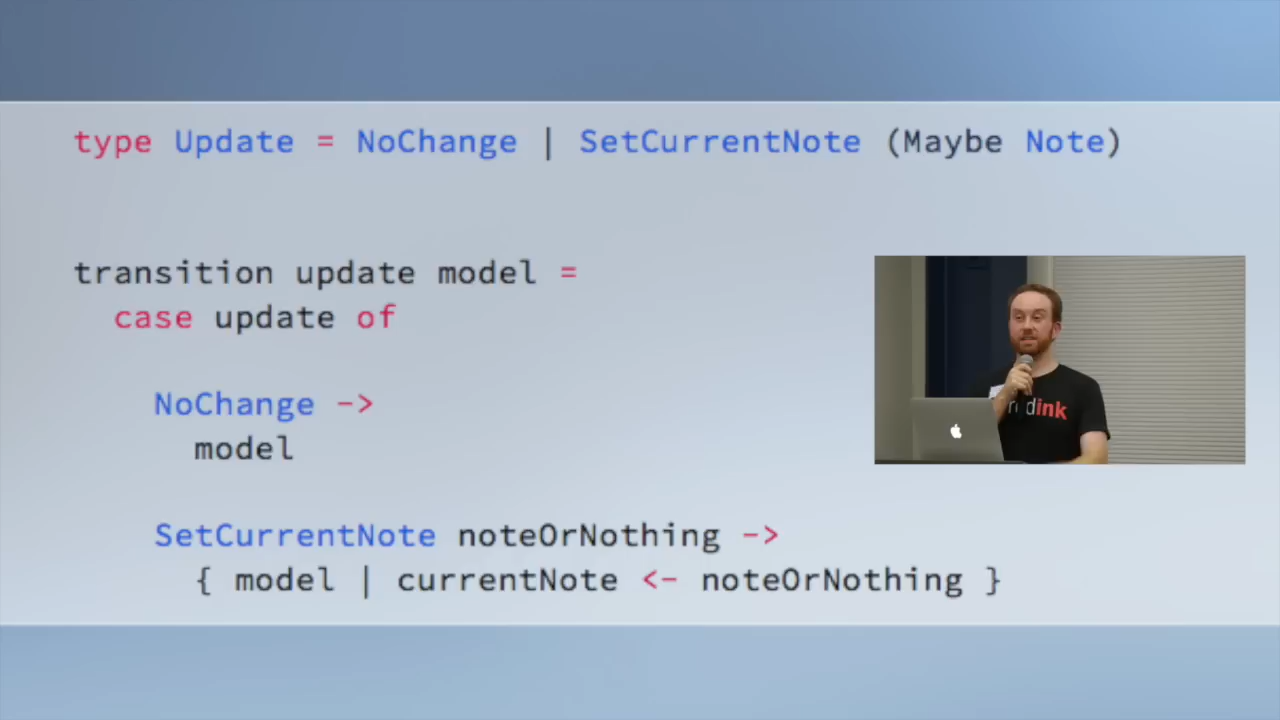 type Update = NoChange | SetCurrentNote (Maybe Note)
transition update model =
case update of
NoChange ->
model
SetCurrentNote noteOrNothing ->
{ model | currentNote <- noteOrNothing }